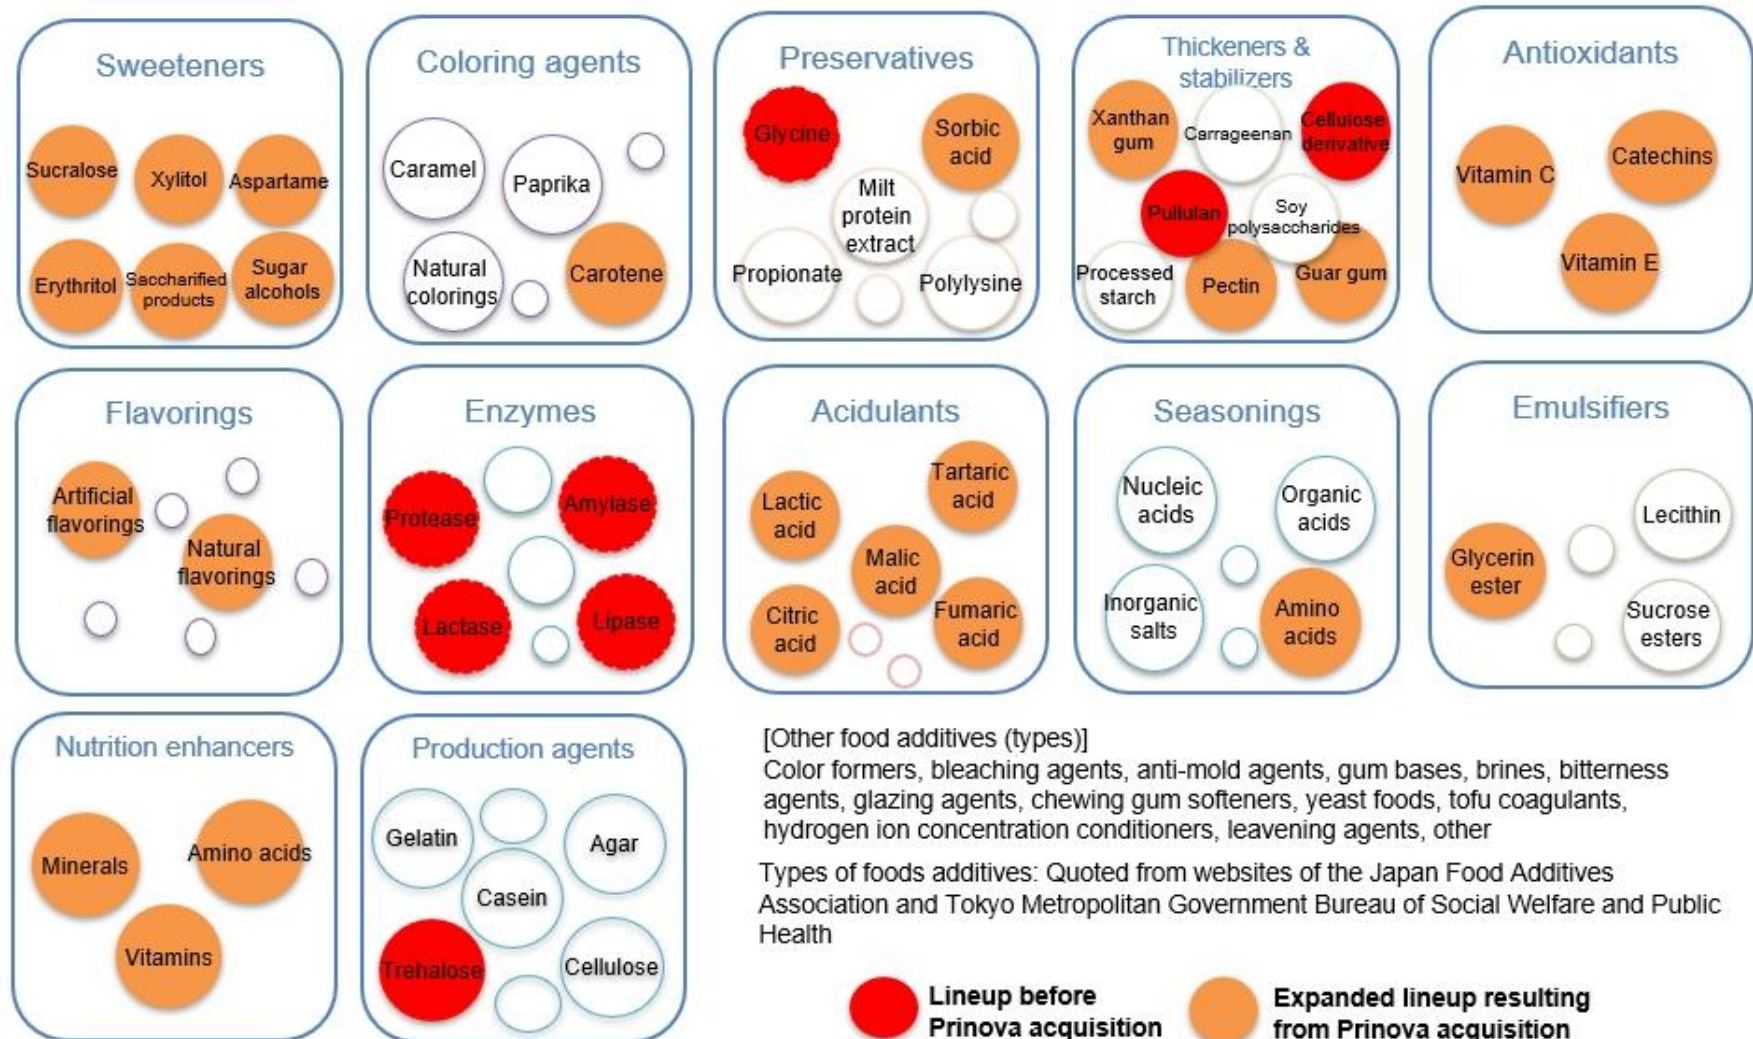 Sweeteners
Sucralose
Xylitol
Aspartame
Erythritol
Saccharified
products
Sugar
alcohols
Coloring agents
Caramel
Paprika
Natural
colorings
Carotene
Preservatives
Glycine
Sorbic
acid
Milt
protein
extract
Propionate
Polylysine
Thickeners &
stabilizers
Xanthan
gum
Carrageenan
Cellulose
derivative
Pullulan
Soy
polysaccharides
Processed
starch
Pectin
Guar gum
Antioxidants
Vitamin C
Catechins
Vitamin E
Flavorings
Artificial
flavorings
Natural
flavorings
Enzymes
Protease
Amylase
Lactase
Lipase
Acidulants
Lactic
acid
Tartaric
acid
Malic
acid
Citric
acid
Fumaric
acid
Seasonings
Nucleic
acids
Organic
acids
Inorganic
salts
Amino
acids
Emulsifiers
Lecithin
Glycerin
ester
Sucrose
esters
Nutrition enhancers
Minerals
Amino acids
Vitamins
Production agents
Gelatin
Agar
Casein
Trehalose
Cellulose
[Other food additives (types)]
Color formers, bleaching agents, anti-mold agents, gum bases, brines, bitterness
agents, glazing agents, chewing gum softeners, yeast foods, tofu coagulants,
hydrogen ion concentration conditioners, leavening agents, other
Types of foods additives: Quoted from websites of the Japan Food Additives
Association and Tokyo Metropolitan Government Bureau of Social Welfare and Public
Health
Lineup before
Prinova acquisition
Expanded lineup resulting
from Prinova acquisition